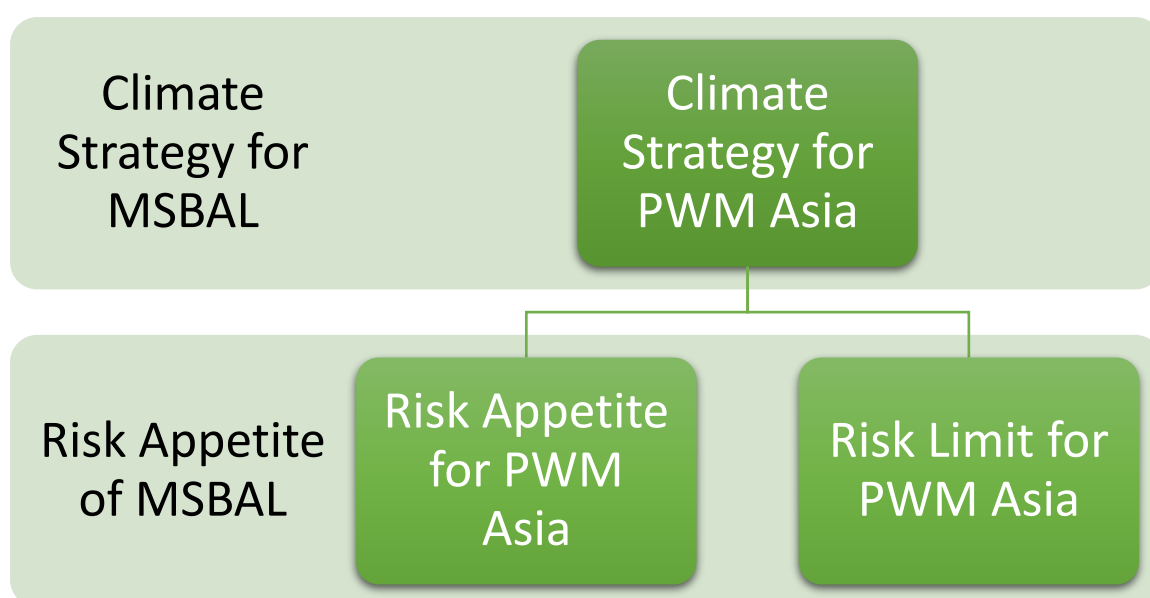 Climate
Strategy for
MSBAL
Climate
Strategy for
PWM Asia
Risk Appetite
of MSBAL
Risk Appetite
for PWM
Asia
Risk Limit for
PWM Asia